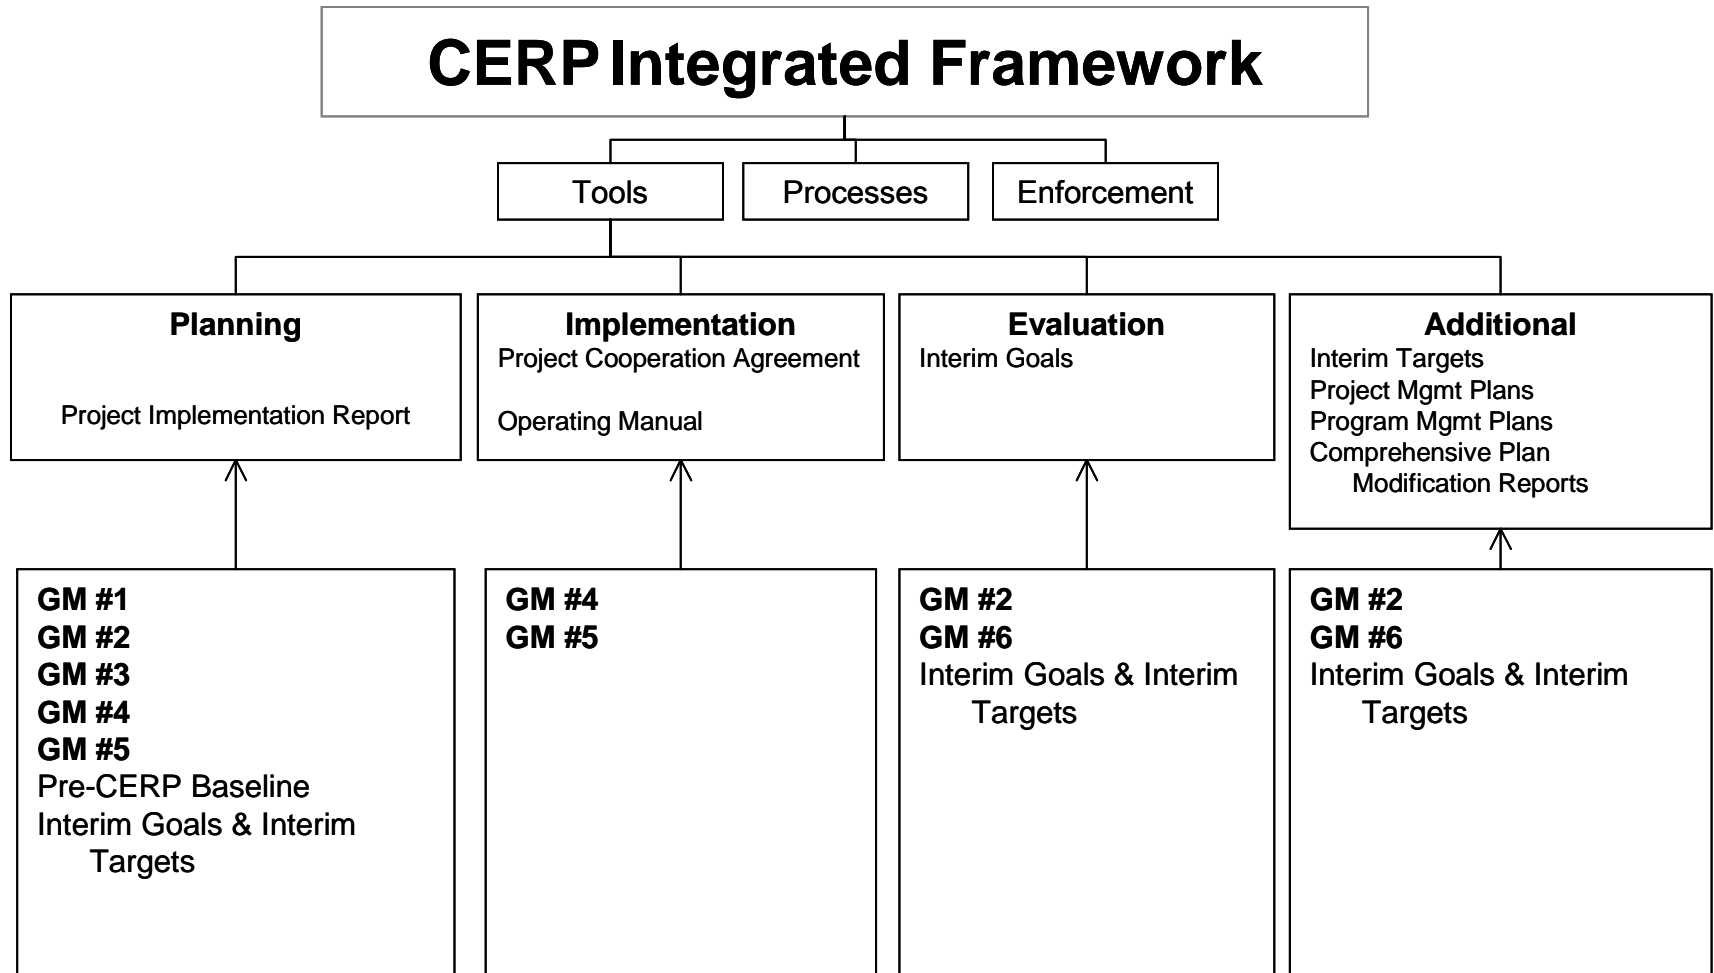 CERP Integrated Framework
Tools
Processes
Enforcement
Planning
Project Implementation Report
Implementation
Project Cooperation Agreement
Operating Manual
Evaluation
Interim Goals
Additional
Interim Targets
Project Mgmt Plans
Program Mgmt Plans
Comprehensive Plan
Modification Reports
GM #1
GM #2
GM #3
GM #4
GM #5
Pre-CERP Baseline
Interim Goals & Interim
Targets
GM #4
GM #5
GM #2
GM #6
Interim Goals & Interim
Targets
GM #2
GM #6
Interim Goals & Interim
Targets